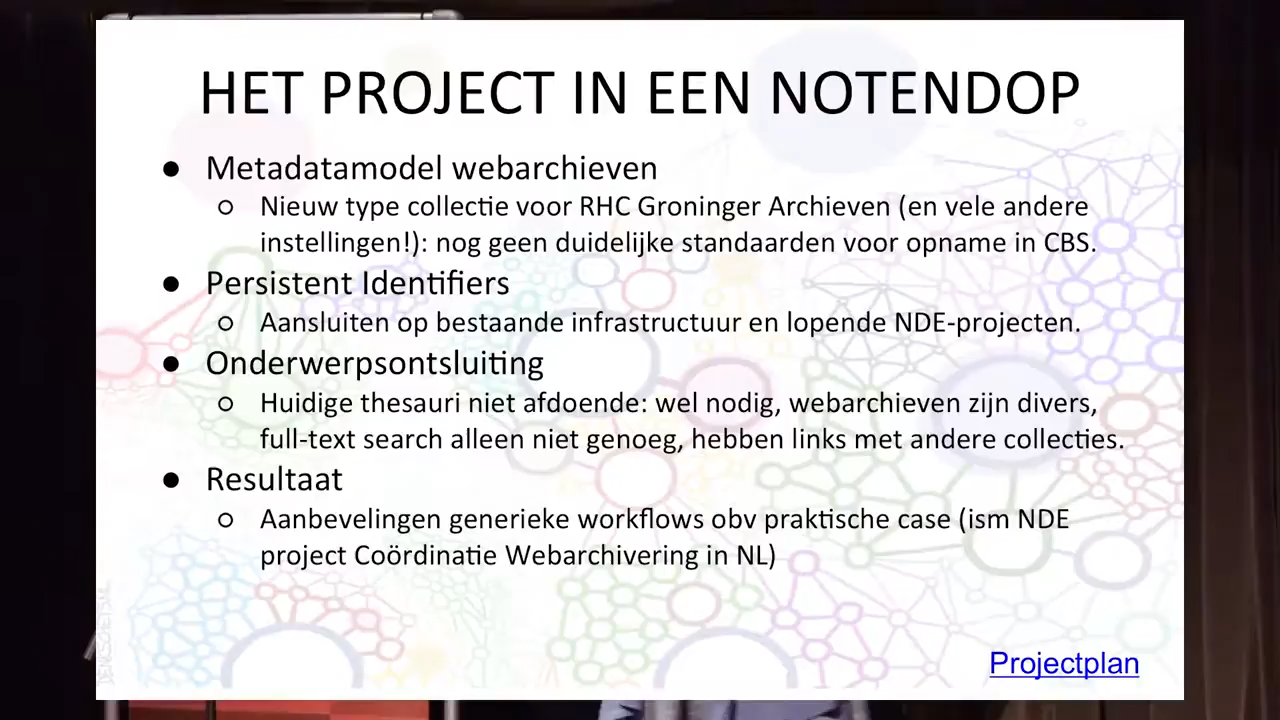 HET PROJECT IN EEN NOTENDOP
● Metadatamodel webarchieven
○ Nieuw type collectie voor RHC Groninger Archieven (en vele andere
instellingen!): nog geen duidelijke standaarden voor opname in CBS.
● Persistent Identifiers
○ Aansluiten op bestaande infrastructuur en lopende NDE-projecten.
● Onderwerpsontsluiting
○ Huidige thesauri niet afdoende: wel nodig, webarchieven zijn divers,
full-text search alleen niet genoeg, hebben links met andere collecties.
● Resultaat
○ Aanbevelingen generieke workflows obv praktische case (ism NDE
project Coördinatie Webarchivering in NL)
Projectplan